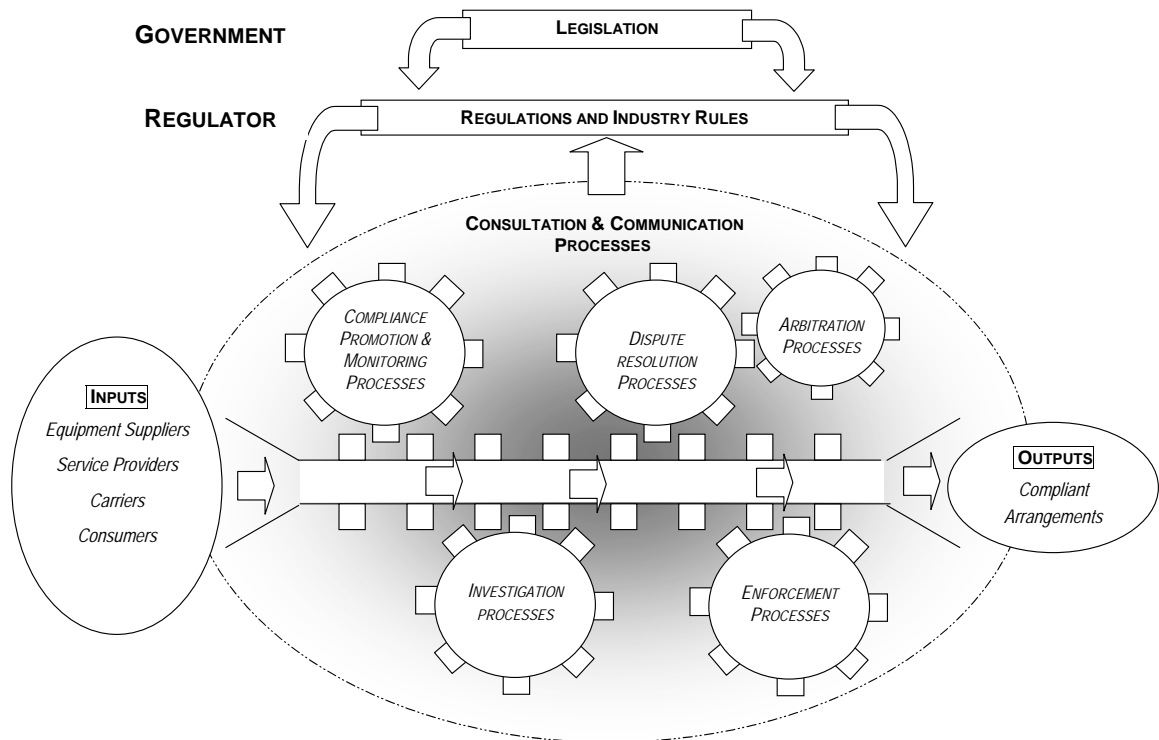 GOVERNMENT
LEGISLATION
REGULATOR
REGULATIONS AND INDUSTRY RULES
CONSULTATION & COMMUNICATION
PROCESSES
COMPLIANCE
PROMOTION &
MONITORING
PROCESSES
DISPUTE
RESOLUTION
PROCESSES
ARBITRATION
PROCESSES
INPUTS
Equipment Suppliers
Service Providers
Carriers
Consumers
OUTPUTS
Compliant
Arrangements
INVESTIGATION
PROCESSES
ENFORCEMENT
PROCESSES